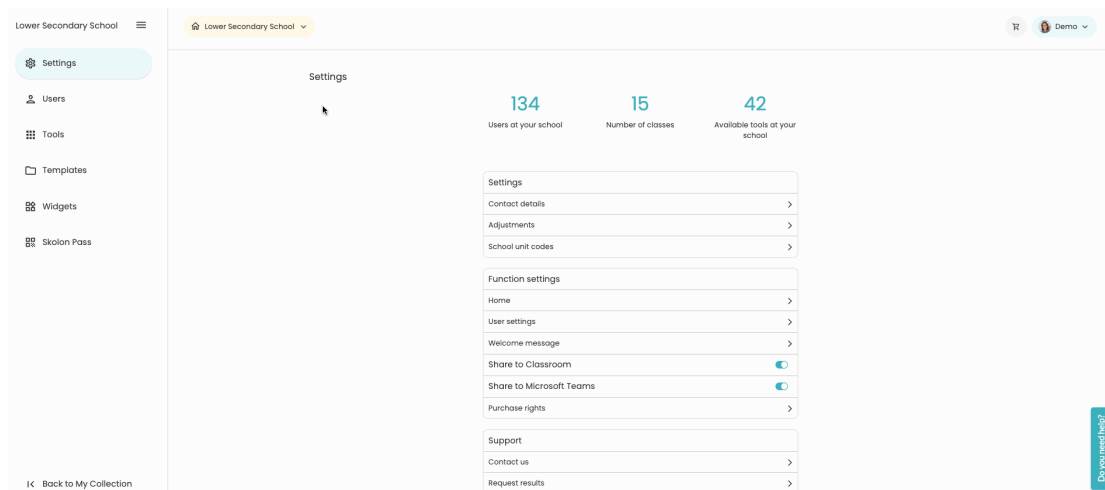 Lower Secondary School
Settings
Users
Tools
Templates
Widgets
Skolon Pass
Back to My Collection
Lower Secondary School
Demo
Settings
134
Users at your school
15
Number of classes
42
Available tools at your
school
Settings
Contact details
Adjustments
School unit codes
Function settings
Home
User settings
Welcome message
Share to Classroom
Share to Microsoft Teams
Purchase rights
Support
Contact us
Request results
Do you need help?